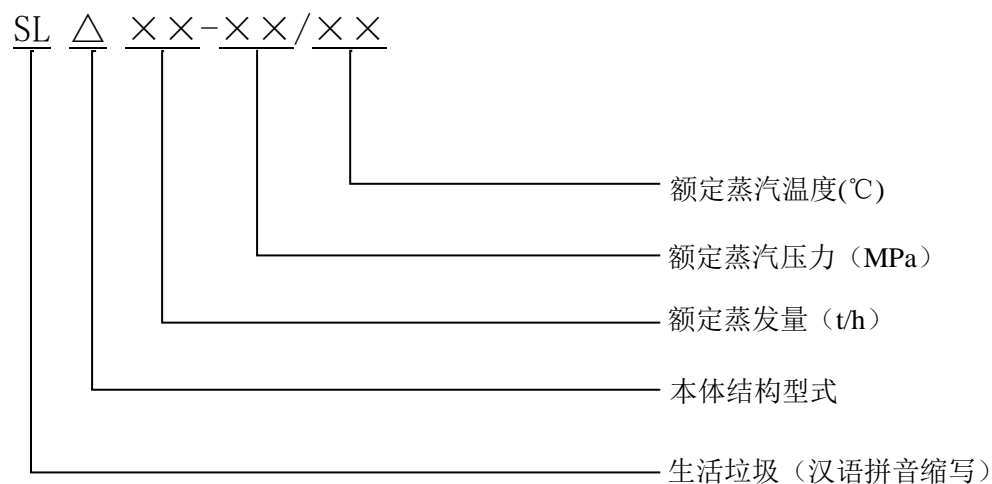 SL △ ××-××/××
额定蒸汽温度(℃)
额定蒸汽压力（MPa）
额定蒸发量（t/h）
本体结构型式
生活垃圾（汉语拼音缩写）